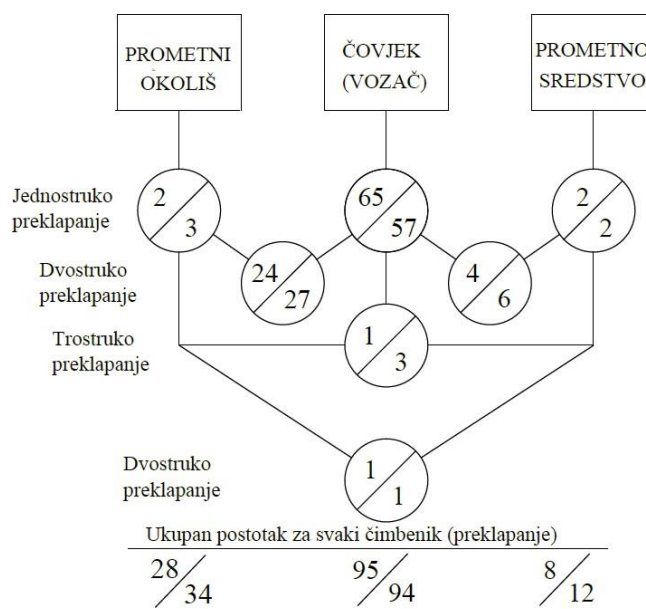 PROMETNI
OKOLIŠ
ČOVJEK
(VOZAČ)
PROMETNO
SREDSTVO
Jednostruko
preklapanje
2
3
65
57
2
2
Dvostruko
preklapanje
24
27
4
6
Trostruko
preklapanje
1
3
Dvostruko
preklapanje
1
1
Ukupan postotak za svaki čimbenik (preklapanje)
28
34
95
94
8
12